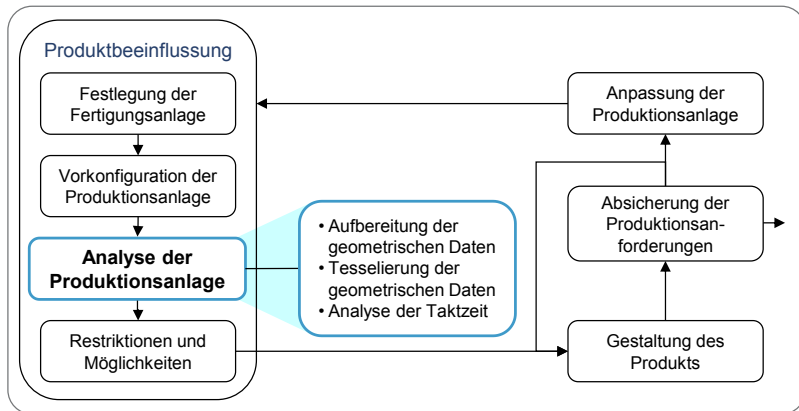 Produktbeeinflussung
Festlegung der
Fertigungsanlage
Vorkonfiguration der
Produktionsanlage
Analyse der
Produktionsanlage
Restriktionen und
Möglichkeiten
• Aufbereitung der
geometrischen Daten
• Tesselierung der
geometrischen Daten
• Analyse der Taktzeit
Anpassung der
Produktionsanlage
Absicherung der
Produktionsan-
forderungen
Gestaltung des
Produkts